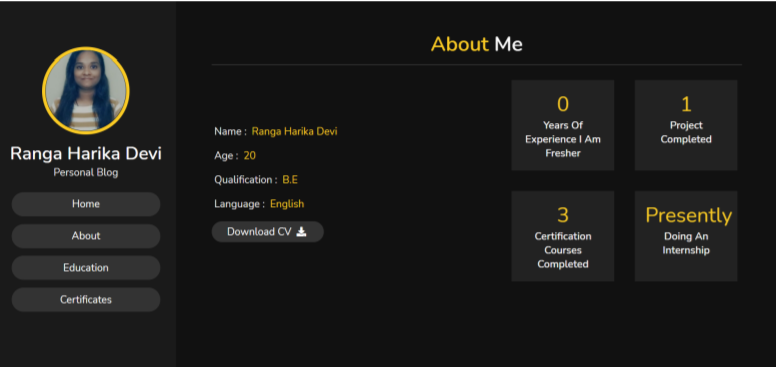 Ranga Harika Devi
Personal Blog
Home
About
Education
Certificates
About Me
Name : Ranga Harika Devi
Age : 20
Qualification : B.E
Language : English
Download CV
0
Years Of
Experience I Am
Fresher
1
Project
Completed
3
Certification
Courses
Completed
Presently
Doing An
Internship